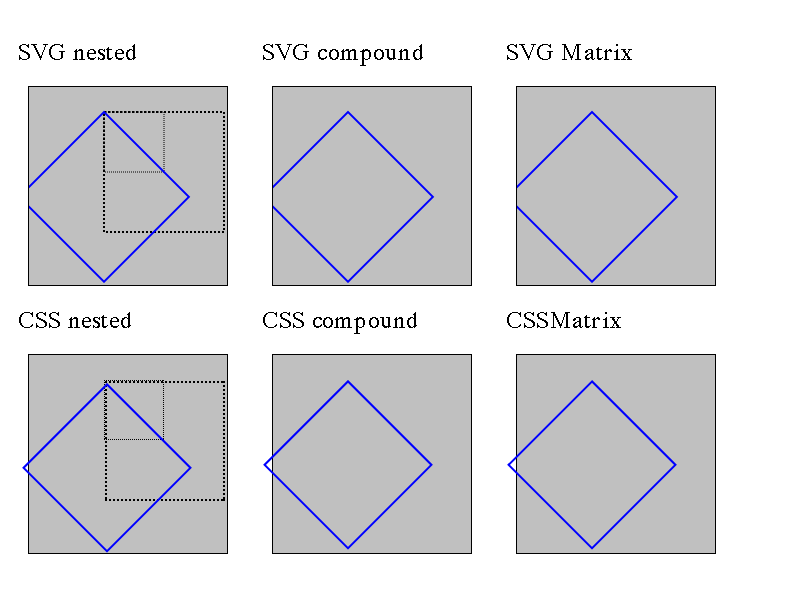 SVG nested
SVG compound
SVG Matrix
CSS nested
CSS compound
CSSMatrix